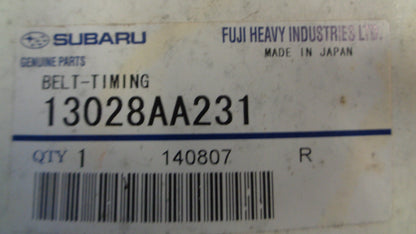 SUBARU FUJI HEAVY INDUSTRIES LTD.
GENUINE PARTS MADE IN JAPAN
BELT-TIMING
13028AA231
QTY 1 140807 R